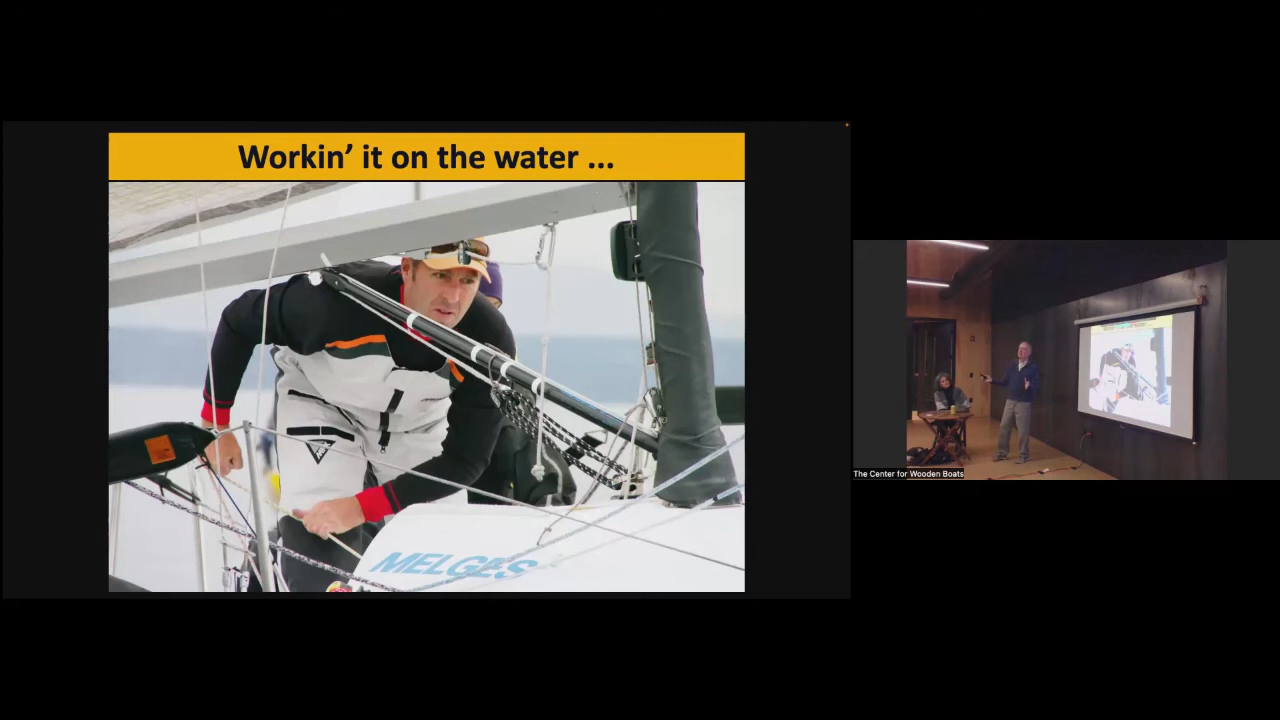 Workin’ it on the water ...
MELGES
The Center for Wooden Boats